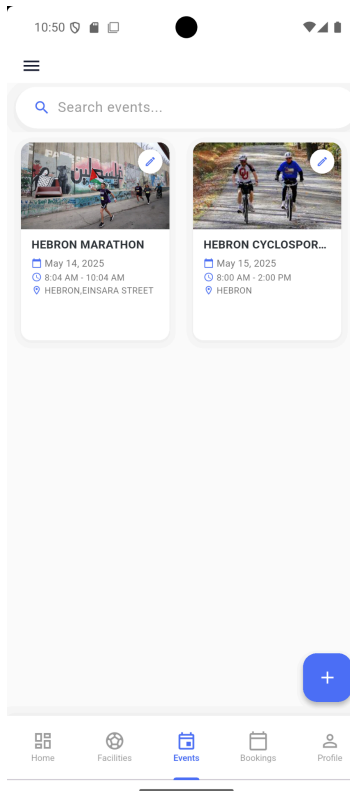 10:50
Search events...
فلسطين
HEBRON MARATHON
May 14, 2025
8:04 AM - 10:04 AM
HEBRON,EINSARA STREET
HEBRON CYCLOSPOR...
May 15, 2025
8:00 AM - 2:00 PM
HEBRON
Home
Facilities
Events
Bookings
Profile